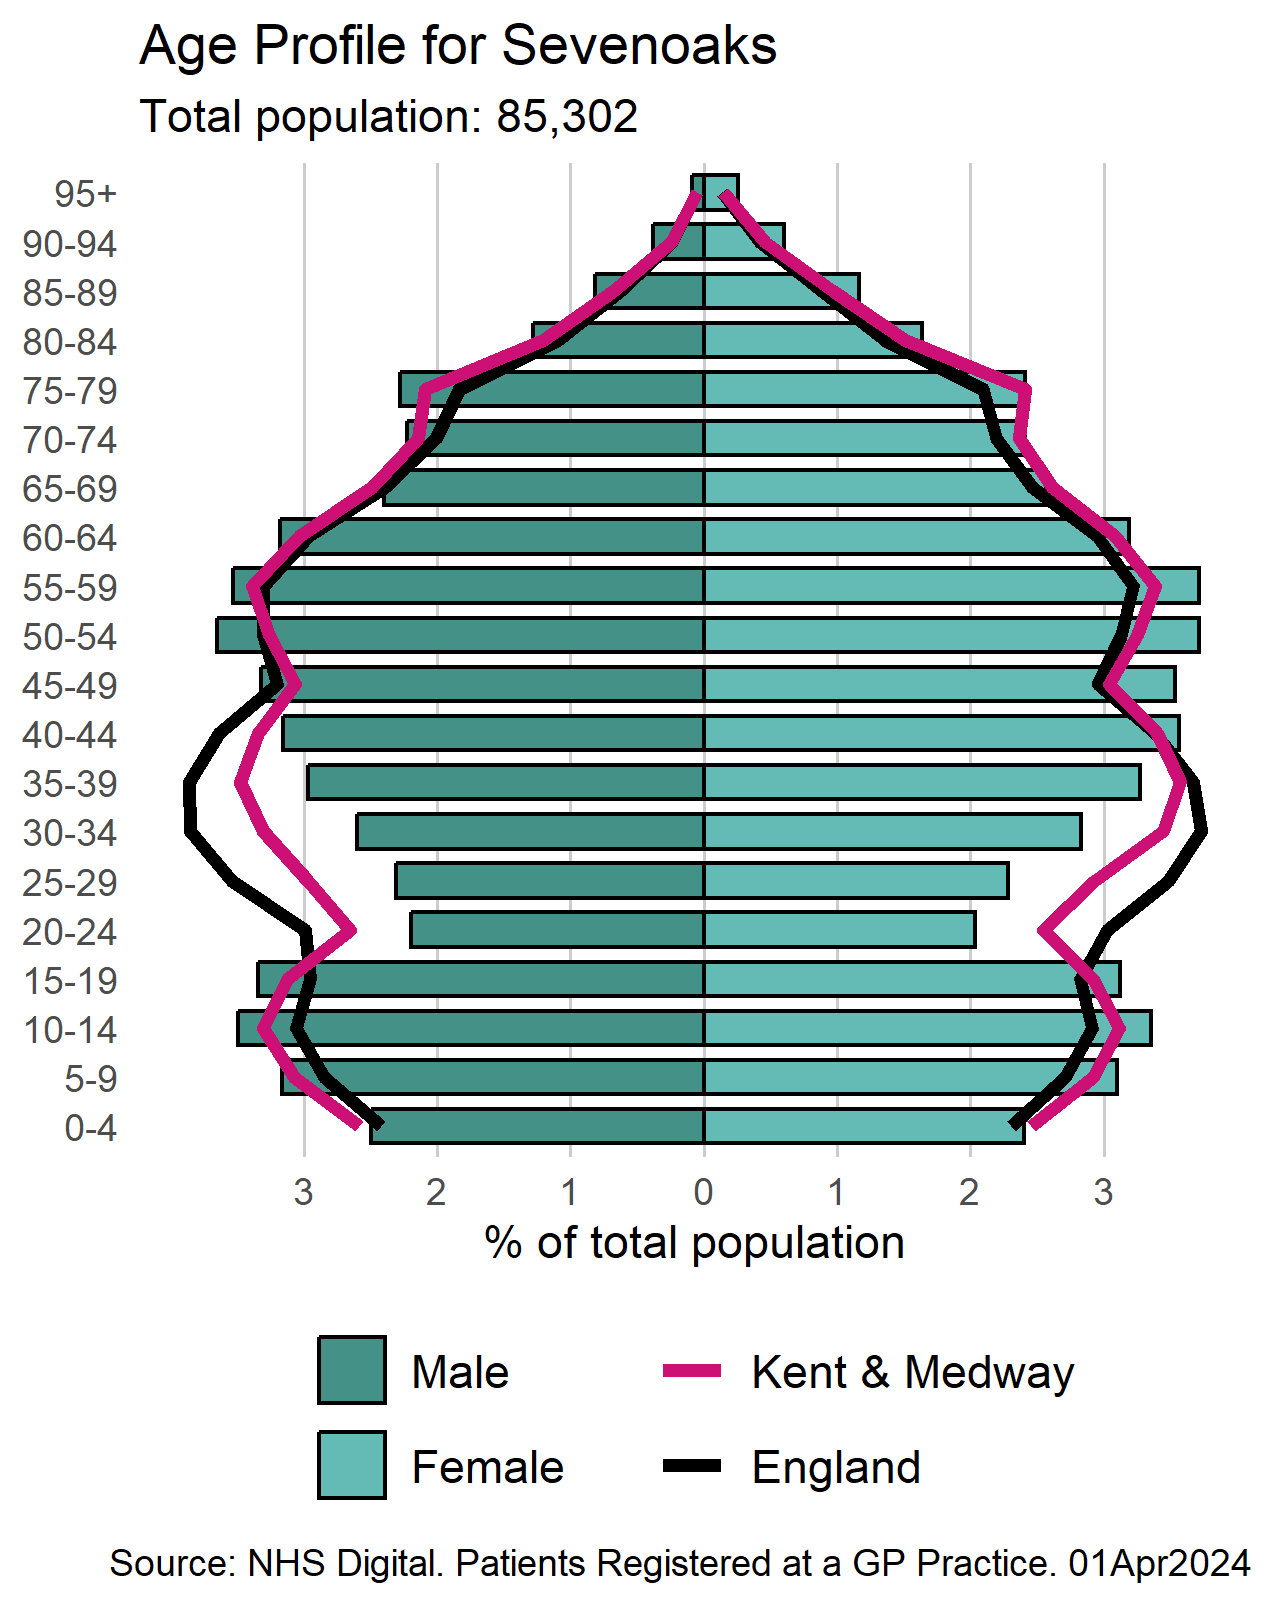 Age Profile for Sevenoaks
Total population: 85,302
95+
90-94
85-89
80-84
75-79
70-74
65-69
60-64
55-59
50-54
45-49
40-44
35-39
30-34
25-29
20-24
15-19
10-14
5-9
0-4
3 2 1 0 1 2 3
% of total population
Male Kent & Medway
Female England
Source: NHS Digital. Patients Registered at a GP Practice. 01Apr2024